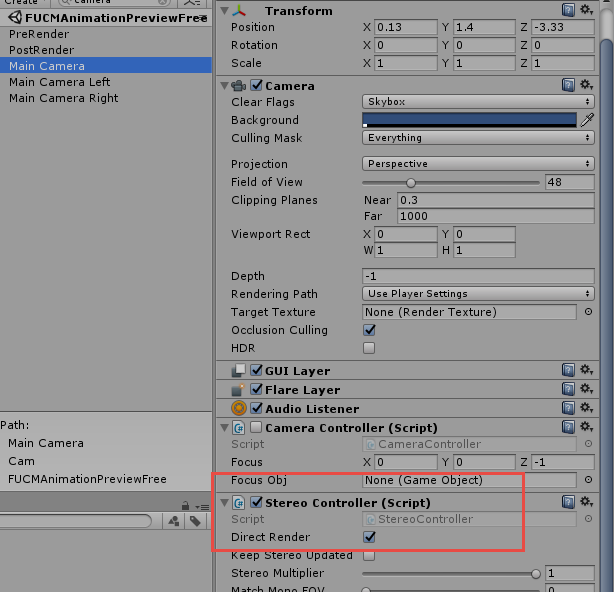 Create
camera
FUCMAnimationPreviewFree
PreRender
PostRender
Main Camera
Main Camera Left
Main Camera Right
Path:
Main Camera
Cam
FUCMAnimationPreviewFree
Transform
Position X 0.13 Y 1.4 Z -3.33
Rotation X 0 Y 0 Z 0
Scale X 1 Y 1 Z 1
Camera
Clear Flags Skybox
Background
Culling Mask Everything
Projection Perspective
Field of View 48
Clipping Planes Near 0.3
Far 1000
Viewport Rect X 0 Y 0
W 1 H 1
Depth -1
Rendering Path Use Player Settings
Target Texture None (Render Texture)
Occlusion Culling
HDR
GUI Layer
Flare Layer
Audio Listener
Camera Controller (Script)
Script CameraController
Focus X 0 Y 0 Z -1
Focus Obj None (Game Object)
Stereo Controller (Script)
Script StereoController
Direct Render
Keep Stereo Updated
Stereo Multiplier 1
Match Mono FOV 0